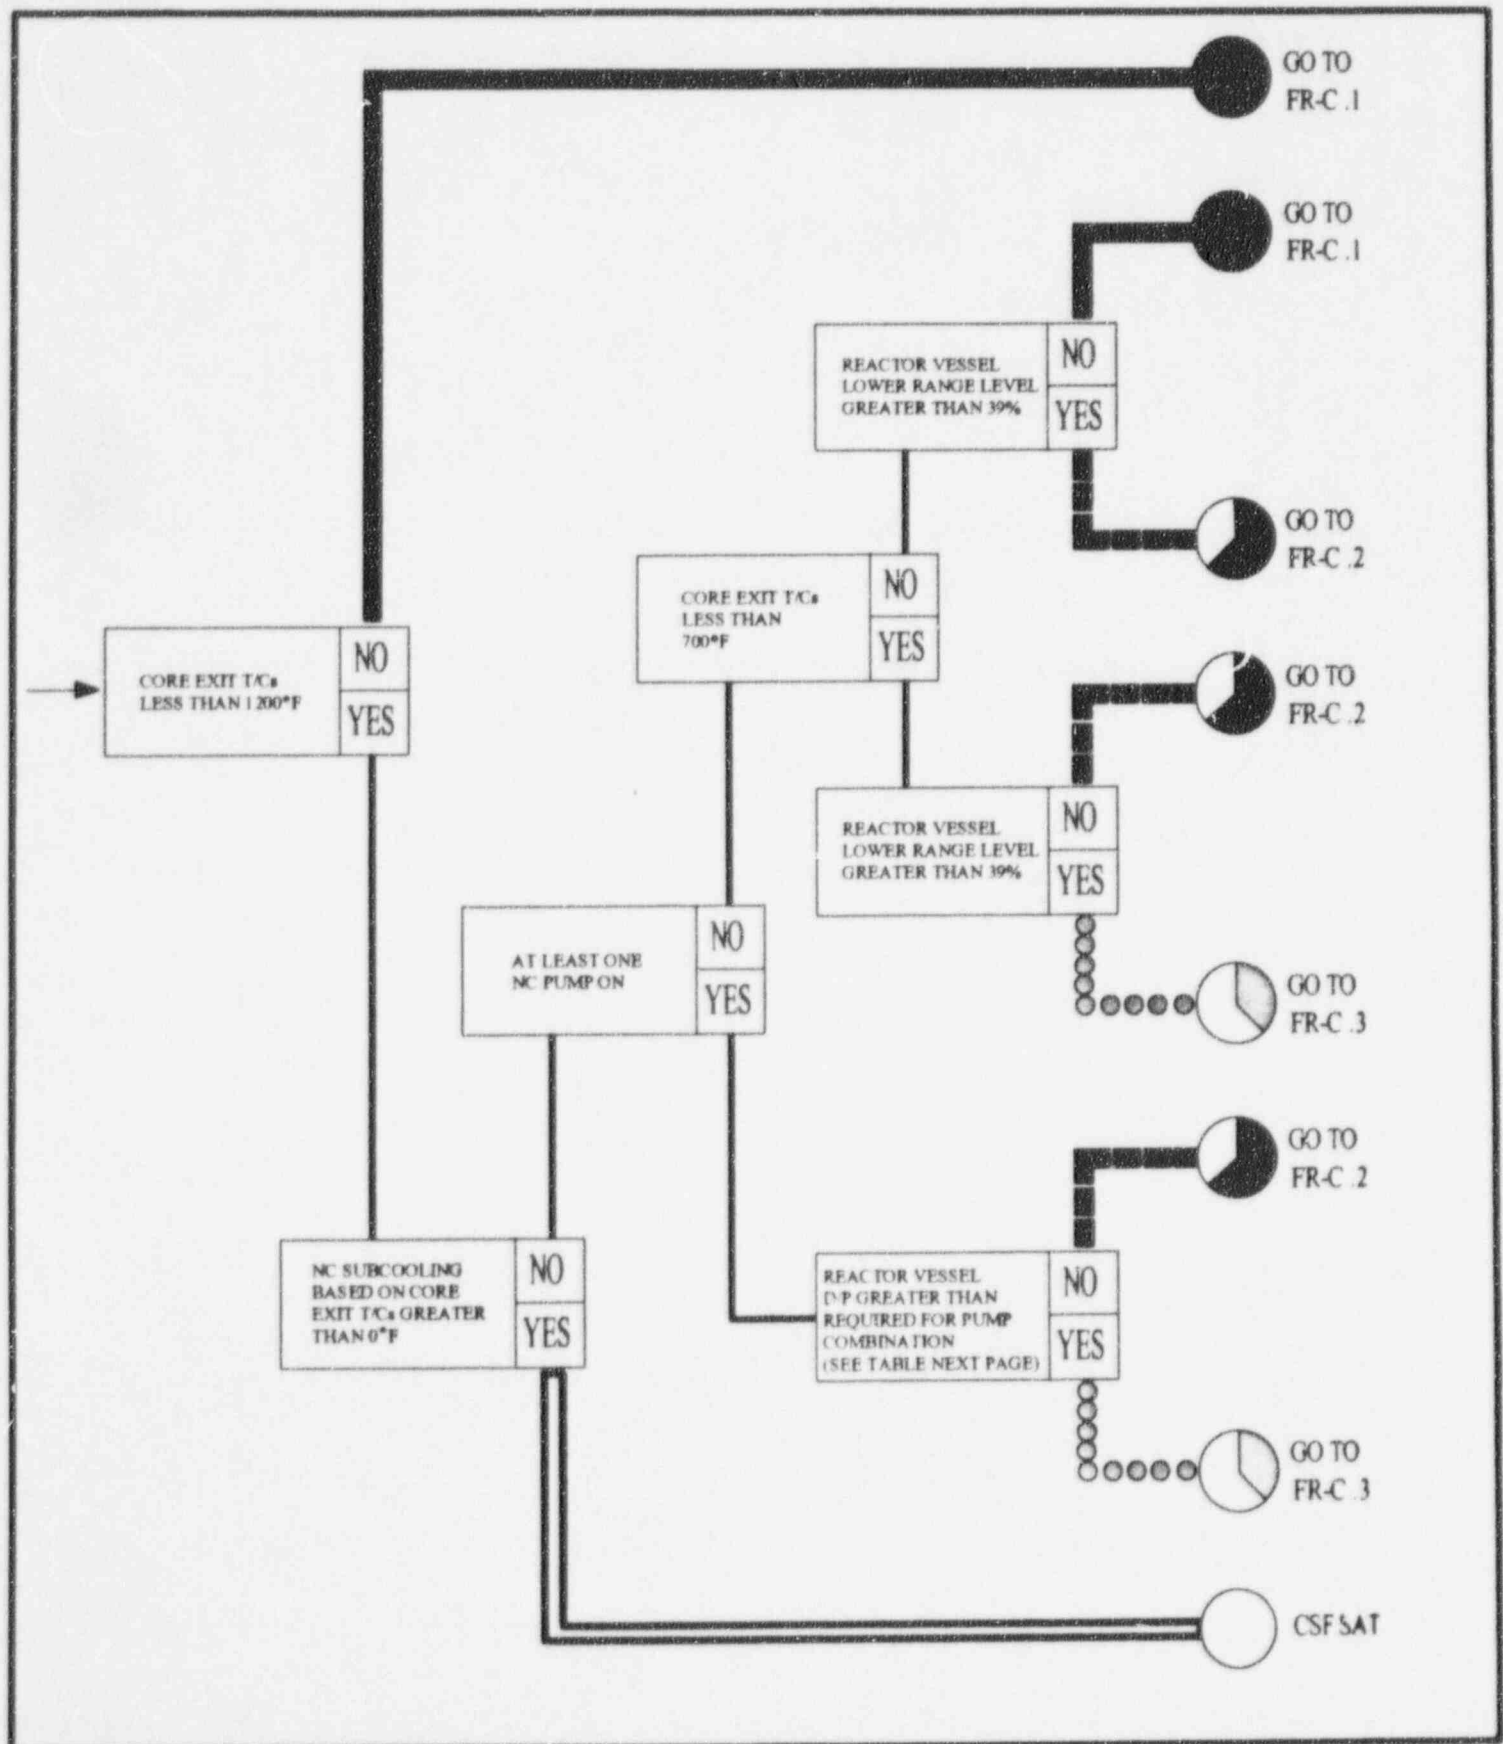 GO TO
FR-C .1
GO TO
FR-C .1
REACTOR VESSEL
LOWER RANGE LEVEL
GREATER THAN 39%
NO
YES
GO TO
FR-C .2
CORE EXIT T/Cs
LESS THAN
700°F
NO
YES
CORE EXIT T/Cs
LESS THAN 1200°F
NO
YES
GO TO
FR-C .2
REACTOR VESSEL
LOWER RANGE LEVEL
GREATER THAN 39%
NO
YES
AT LEAST ONE
NC PUMP ON
NO
YES
GO TO
FR-C .3
GO TO
FR-C .2
NC SUBCOOLING
BASED ON CORE
EXIT T/Cs GREATER
THAN 0°F
NO
YES
REACTOR VESSEL
D/P GREATER THAN
REQUIRED FOR PUMP
COMBINATION
(SEE TABLE NEXT PAGE)
NO
YES
GO TO
FR-C .3
CSF SAT